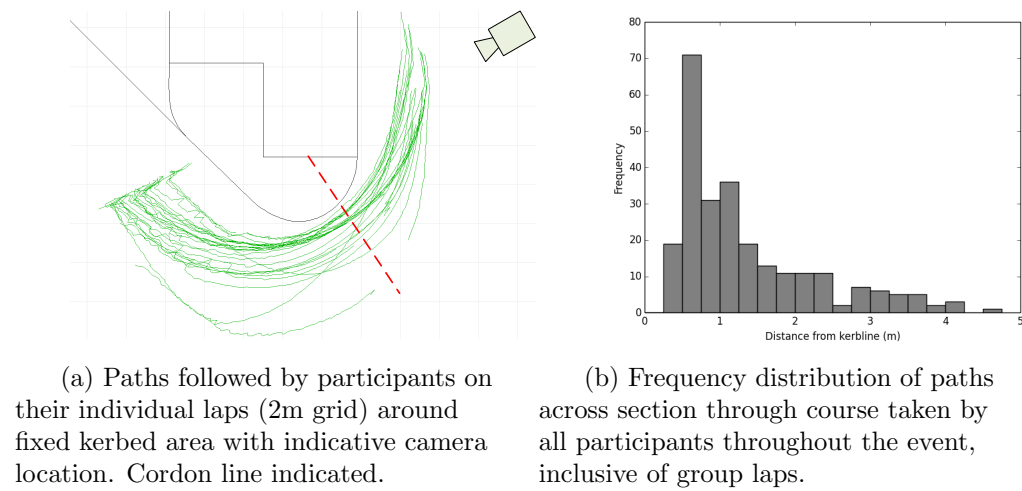 80
70
60
50
40
30
20
10
0
Frequency
0 1 2 3 4 5
Distance from kerbline (m)
(a) Paths followed by participants on
their individual laps (2m grid) around
fixed kerbed area with indicative camera
location. Cordon line indicated.
(b) Frequency distribution of paths
across section through course taken by
all participants throughout the event,
inclusive of group laps.